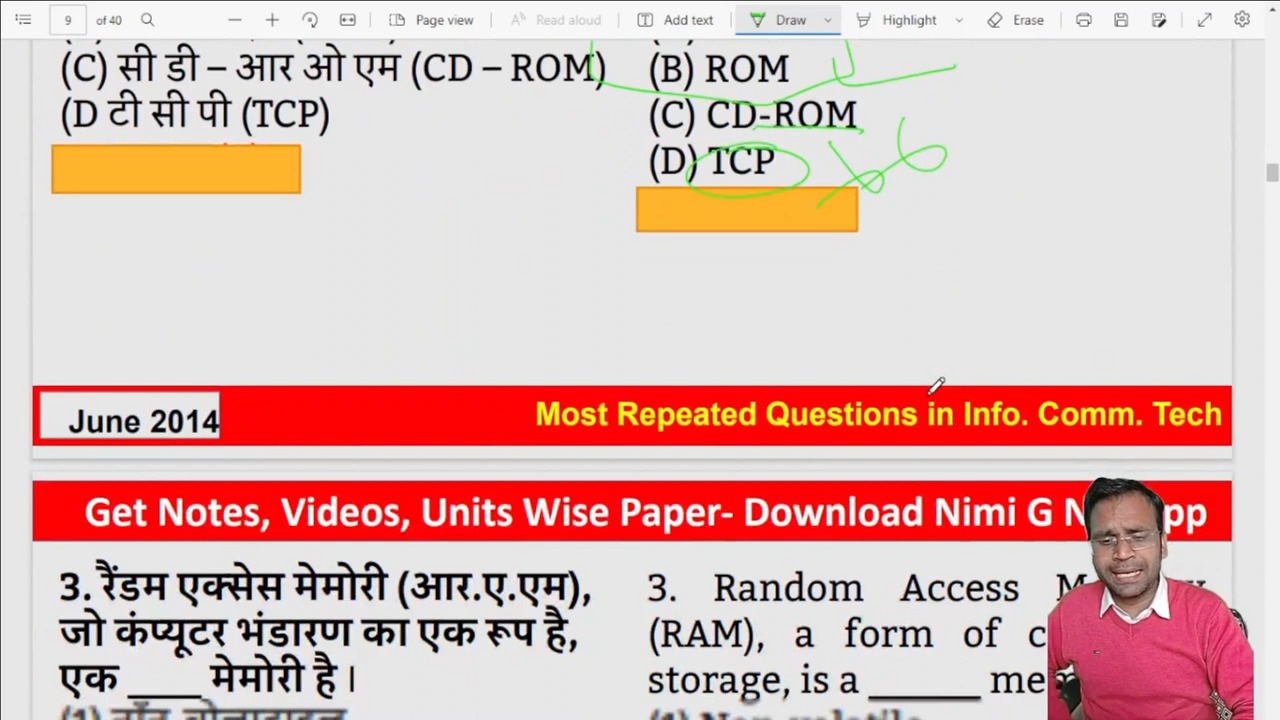 9 of 40 Page view Read aloud Add text Draw Highlight Erase
(C) सी डी – आर ओ एम (CD – ROM)
(D टी सी पी (TCP)
(B) ROM
(C) CD-ROM
(D) TCP
June 2014
Most Repeated Questions in Info. Comm. Tech
Get Notes, Videos, Units Wise Paper- Download Nimi G N pp
3. रैंडम एक्सेस मेमोरी (आर.ए.एम),
जो कंप्यूटर भंडारण का एक रूप है,
एक ____ मेमोरी है।
3. Random Access M y
(RAM), a form of c
storage, is a ______ me
(1) Non-volatile